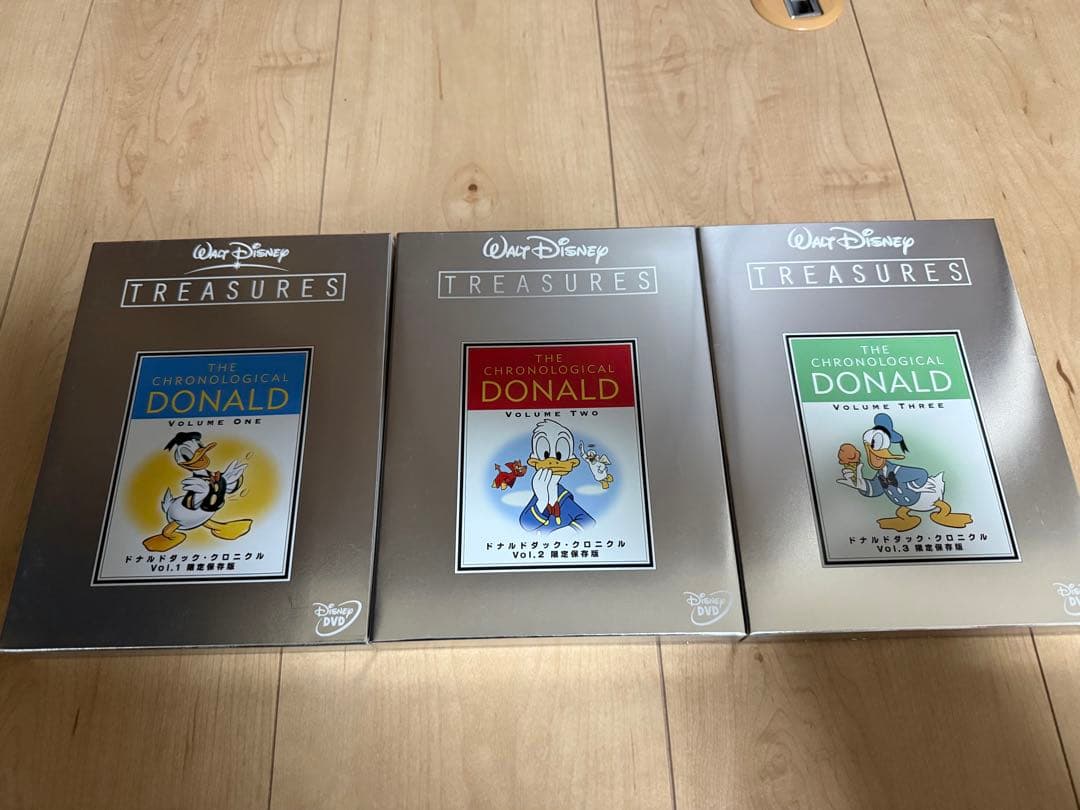 WALT DISNEY
TREASURES
THE
CHRONOLOGICAL
DONALD
VOLUME ONE
ドナルドダック・クロニクル
Vol.1 限定保存版
DISNEY
DVD
WALT DISNEY
TREASURES
THE
CHRONOLOGICAL
DONALD
VOLUME TWO
ドナルドダック・クロニクル
Vol.2 限定保存版
DISNEY
DVD
WALT DISNEY
TREASURES
THE
CHRONOLOGICAL
DONALD
VOLUME THREE
ドナルドダック・クロニクル
Vol.3 限定保存版